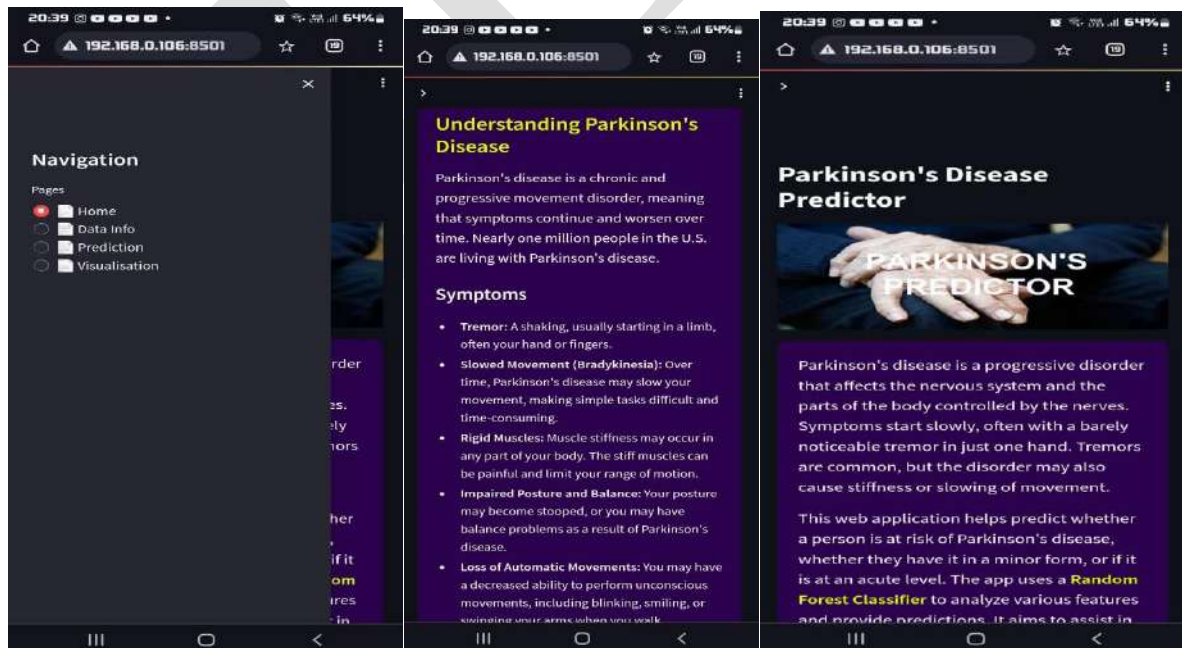 20:39
64%
192.168.0.106:8501
19
Navigation
Pages
Home
Data Info
Prediction
Visualisation
rder
es.
ely
nors
her
if it
om
ires
in
20:39
64%
192.168.0.106:8501
19
Understanding Parkinson's
Disease
Parkinson's disease is a chronic and
progressive movement disorder, meaning
that symptoms continue and worsen over
time. Nearly one million people in the U.S.
are living with Parkinson's disease.
Symptoms
• Tremor: A shaking, usually starting in a limb,
often your hand or fingers.
• Slowed Movement (Bradykinesia): Over
time, Parkinson's disease may slow your
movement, making simple tasks difficult and
time-consuming.
• Rigid Muscles: Muscle stiffness may occur in
any part of your body. The stiff muscles can
be painful and limit your range of motion.
• Impaired Posture and Balance: Your posture
may become stooped, or you may have
balance problems as a result of Parkinson's
disease.
• Loss of Automatic Movements: You may have
a decreased ability to perform unconscious
movements, including blinking, smiling, or
swinging your arms when you walk
20:39
64%
192.168.0.106:8501
19
Parkinson's Disease
Predictor
PARKINSON'S
PREDICTOR
Parkinson's disease is a progressive disorder
that affects the nervous system and the
parts of the body controlled by the nerves.
Symptoms start slowly, often with a barely
noticeable tremor in just one hand. Tremors
are common, but the disorder may also
cause stiffness or slowing of movement.
This web application helps predict whether
a person is at risk of Parkinson's disease,
whether they have it in a minor form, or if it
is at an acute level. The app uses a Random
Forest Classifier to analyze various features
and provide predictions. It aims to assist in